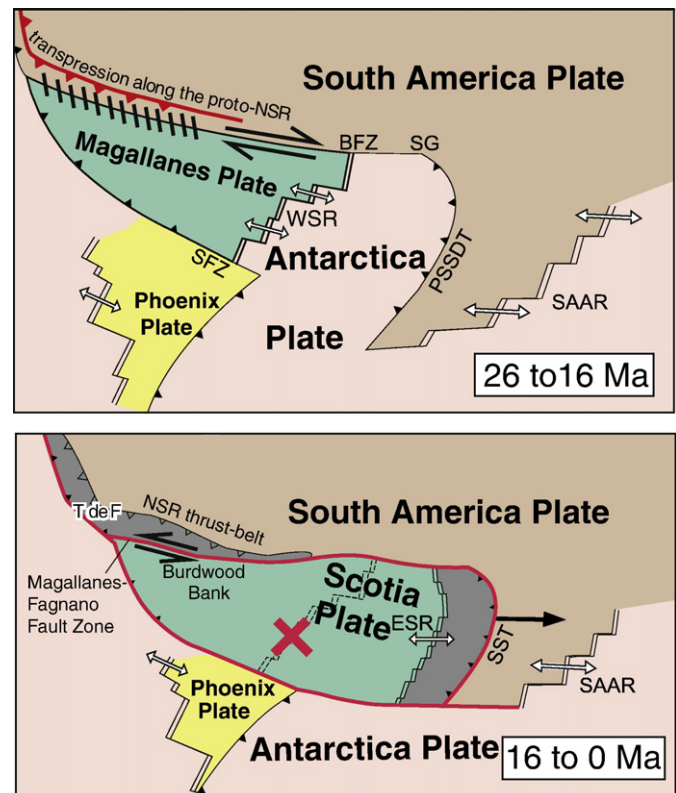 transpression along the proto-NSR
South America Plate
Magallanes Plate
BFZ
SG
WSR
SFZ
Antarctica
Plate
PSSDT
Phoenix
Plate
SAAR
26 to16 Ma
T de F
NSR thrust-belt
South America Plate
Magallanes-
Fagnano
Fault Zone
Burdwood
Bank
Scotia
Plate
ESR
SST
SAAR
Phoenix
Plate
Antarctica Plate
16 to 0 Ma